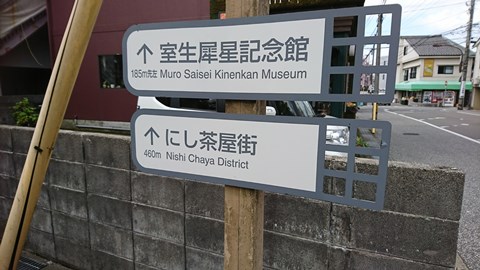 ↑ 室生犀星記念館
185m先左 Muro Saisei Kinenkan Museum
↑ にし茶屋街
460m Nishi Chaya District